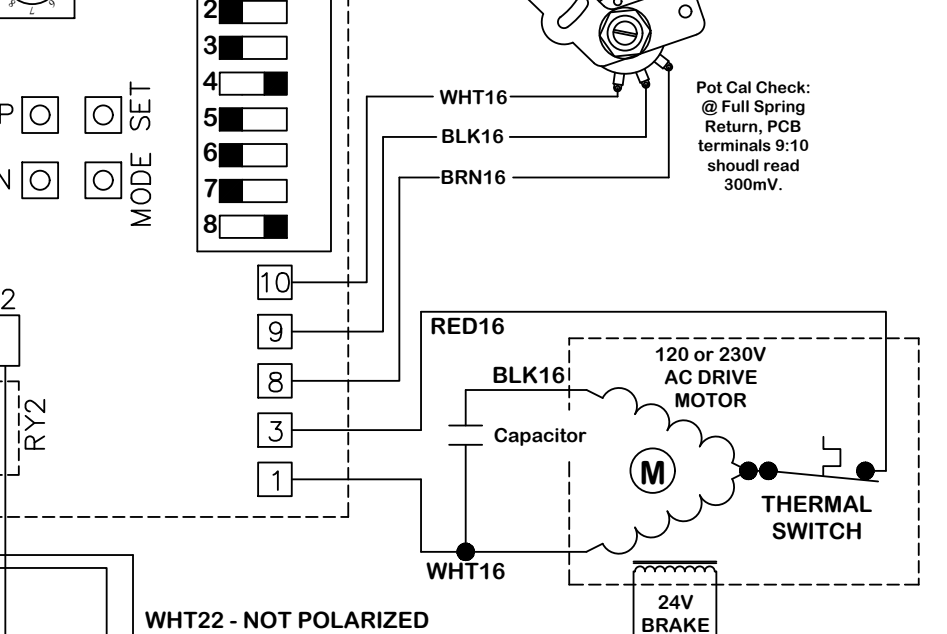 2
3
4
5
6
7
8
P
SET
N
MODE
WHT16
BLK16
BRN16
Pot Cal Check:
@ Full Spring
Return, PCB
terminals 9:10
shoudl read
300mV.
10
9
8
3
1
2
RY2
RED16
BLK16
Capacitor
WHT16
120 or 230V
AC DRIVE
MOTOR
M
THERMAL
SWITCH
24V
BRAKE
WHT22 - NOT POLARIZED